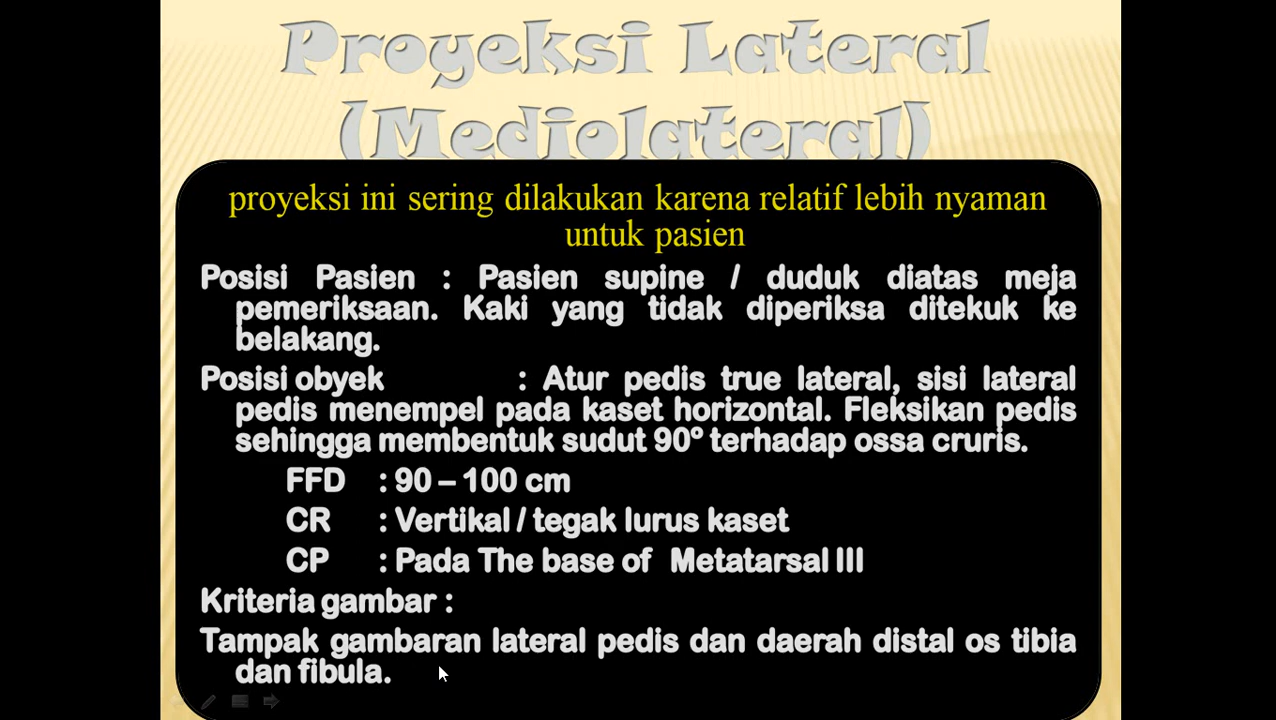 Proyeksi Lateral
(Mediolateral)
proyeksi ini sering dilakukan karena relatif lebih nyaman
untuk pasien
Posisi Pasien : Pasien supine / duduk diatas meja
pemeriksaan. Kaki yang tidak diperiksa ditekuk ke
belakang.
Posisi obyek : Atur pedis true lateral, sisi lateral
pedis menempel pada kaset horizontal. Fleksikan pedis
sehingga membentuk sudut 90° terhadap ossa cruris.
FFD : 90 – 100 cm
CR : Vertikal / tegak lurus kaset
CP : Pada The base of Metatarsal III
Kriteria gambar :
Tampak gambaran lateral pedis dan daerah distal os tibia
dan fibula.